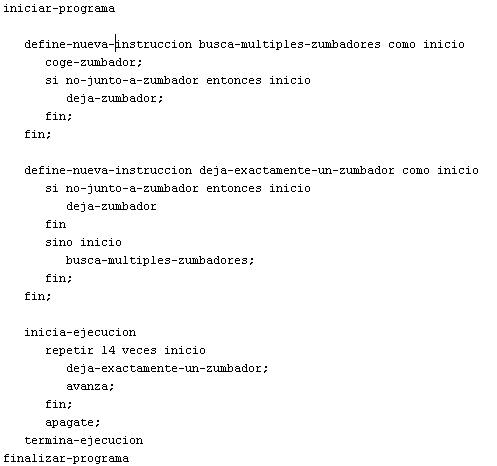 iniciar-programa
define-nueva-instruccion busca-multiples-zumbadores como inicio
coge-zumbador;
si no-junto-a-zumbador entonces inicio
deja-zumbador;
fin;
fin;
define-nueva-instruccion deja-exactamente-un-zumbador como inicio
si no-junto-a-zumbador entonces inicio
deja-zumbador
fin
sino inicio
busca-multiples-zumbadores;
fin;
fin;
inicia-ejecucion
repetir 14 veces inicio
deja-exactamente-un-zumbador;
avanza;
fin;
apagate;
termina-ejecucion
finalizar-programa